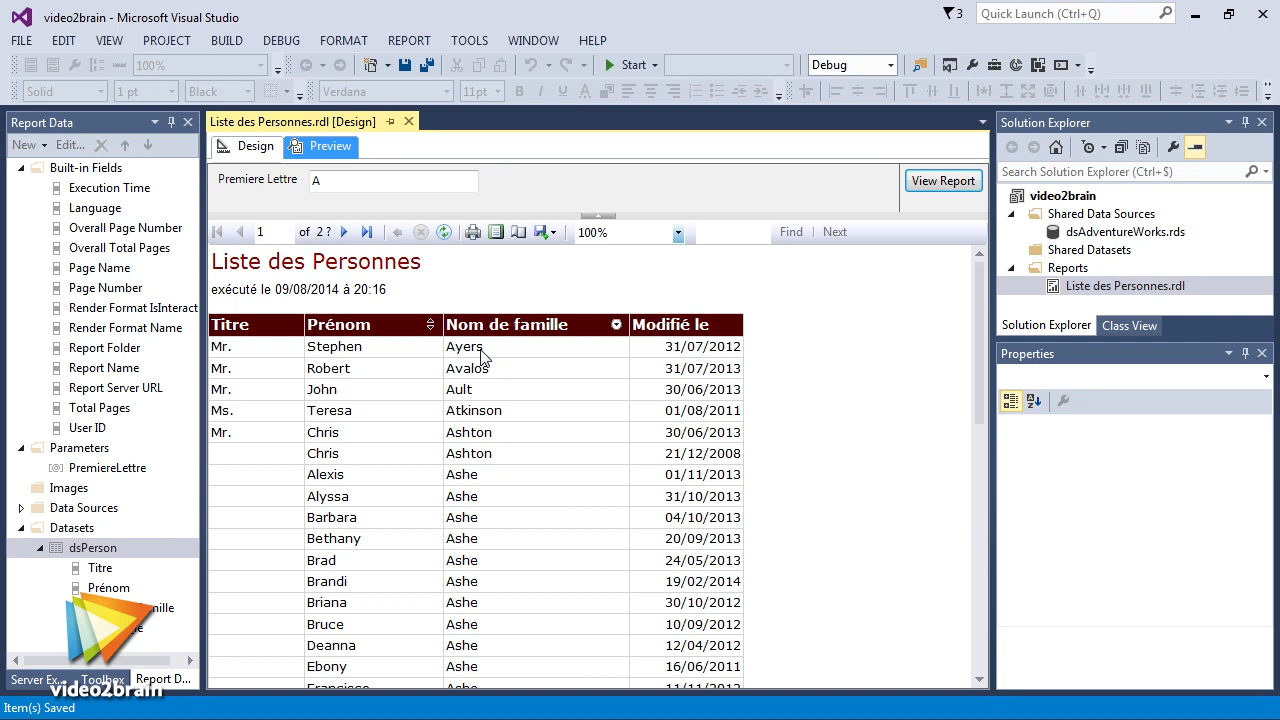 video2brain - Microsoft Visual Studio
3
Quick Launch (Ctrl+Q)
FILE EDIT VIEW PROJECT BUILD DEBUG FORMAT REPORT TOOLS WINDOW HELP
100% Start Debug
Solid 1 pt Black Verdana 11pt B I U A
Report Data
New Edit...
Built-in Fields
Execution Time
Language
Overall Page Number
Overall Total Pages
Page Name
Page Number
Render Format IsInteract
Render Format Name
Report Folder
Report Name
Report Server URL
Total Pages
User ID
Parameters
PremiereLettre
Images
Data Sources
Datasets
dsPerson
Titre
Prénom
Server Ex... Toolbox Report D...
video2brain
Item(s) Saved
Liste des Personnes.rdl [Design]
Design Preview
Premiere Lettre A View Report
1 of 2 ? 100% Find Next
Liste des Personnes
exécuté le 09/08/2014 à 20:16
Titre Prénom Nom de famille Modifié le
Mr. Stephen Ayers 31/07/2012
Mr. Robert Avalos 31/07/2013
Mr. John Ault 30/06/2013
Ms. Teresa Atkinson 01/08/2011
Mr. Chris Ashton 30/06/2013
Chris Ashton 21/12/2008
Alexis Ashe 01/11/2013
Alyssa Ashe 31/10/2013
Barbara Ashe 04/10/2013
Bethany Ashe 20/09/2013
Brad Ashe 24/05/2013
Brandi Ashe 19/02/2014
Briana Ashe 30/10/2012
Bruce Ashe 10/09/2012
Deanna Ashe 12/04/2012
Ebony Ashe 16/06/2011
Solution Explorer
Search Solution Explorer (Ctrl+$)
video2brain
Shared Data Sources
dsAdventureWorks.rds
Shared Datasets
Reports
Liste des Personnes.rdl
Solution Explorer Class View
Properties